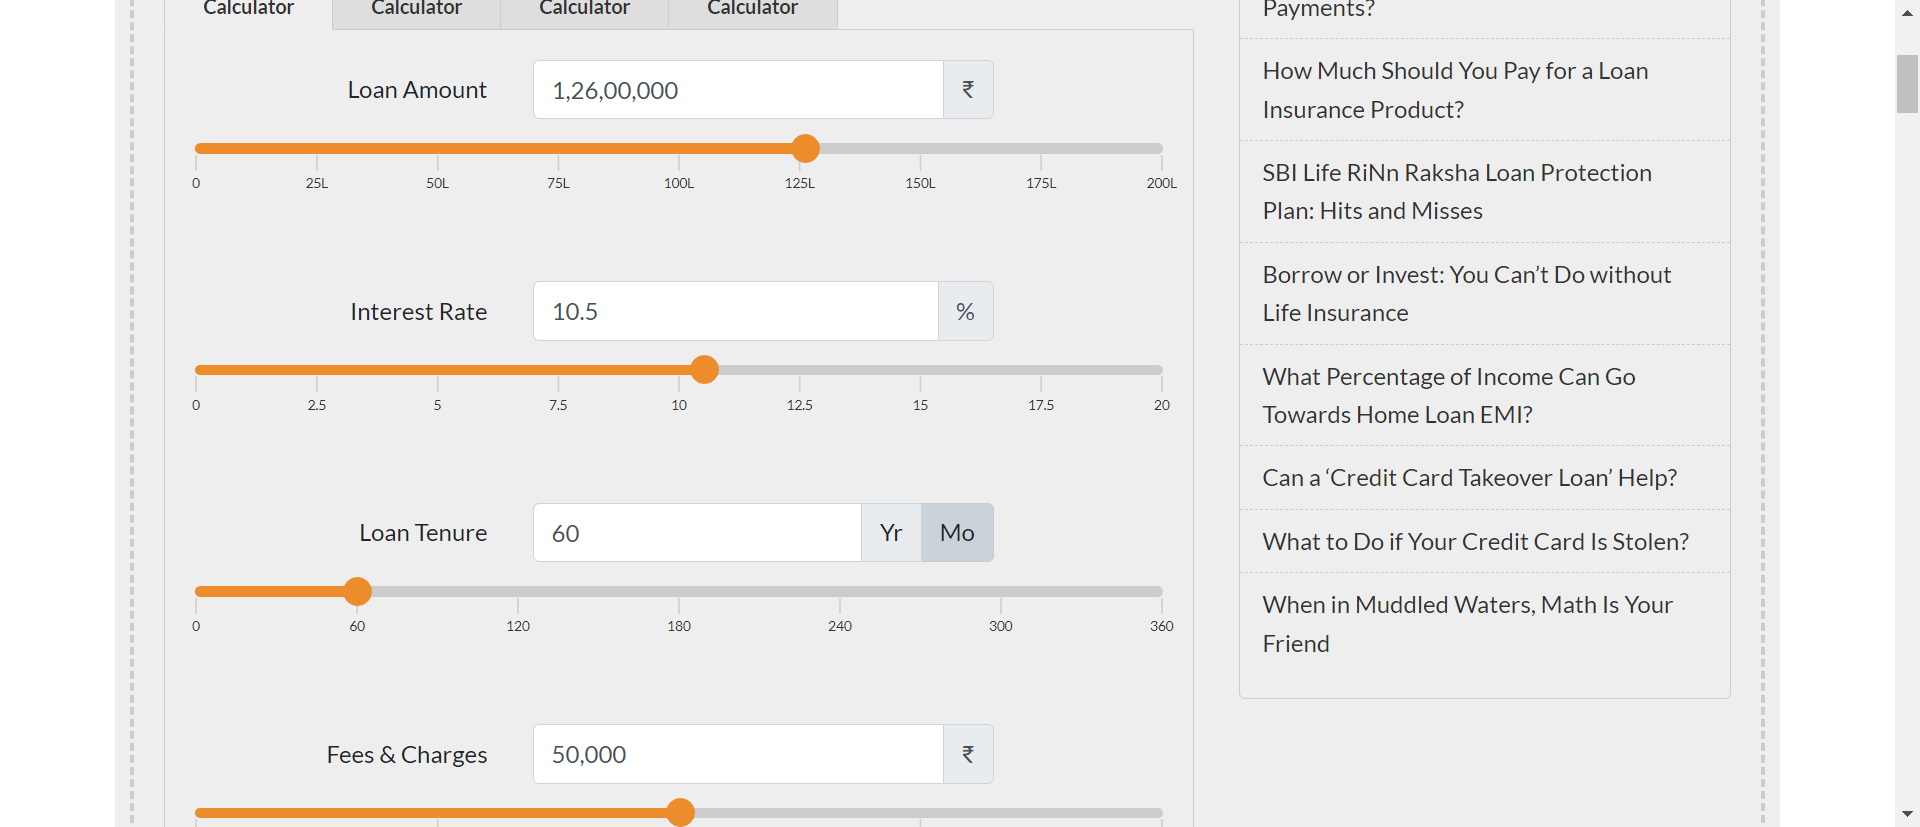 Calculator
Calculator
Calculator
Calculator
Loan Amount
1,26,00,000
₹
0
25L
50L
75L
100L
125L
150L
175L
200L
Interest Rate
10.5
%
0
2.5
5
7.5
10
12.5
15
17.5
20
Loan Tenure
60
Yr
Mo
0
60
120
180
240
300
360
Fees & Charges
50,000
₹
Payments?
How Much Should You Pay for a Loan
Insurance Product?
SBI Life RiNn Raksha Loan Protection
Plan: Hits and Misses
Borrow or Invest: You Can’t Do without
Life Insurance
What Percentage of Income Can Go
Towards Home Loan EMI?
Can a ‘Credit Card Takeover Loan’ Help?
What to Do if Your Credit Card Is Stolen?
When in Muddled Waters, Math Is Your
Friend